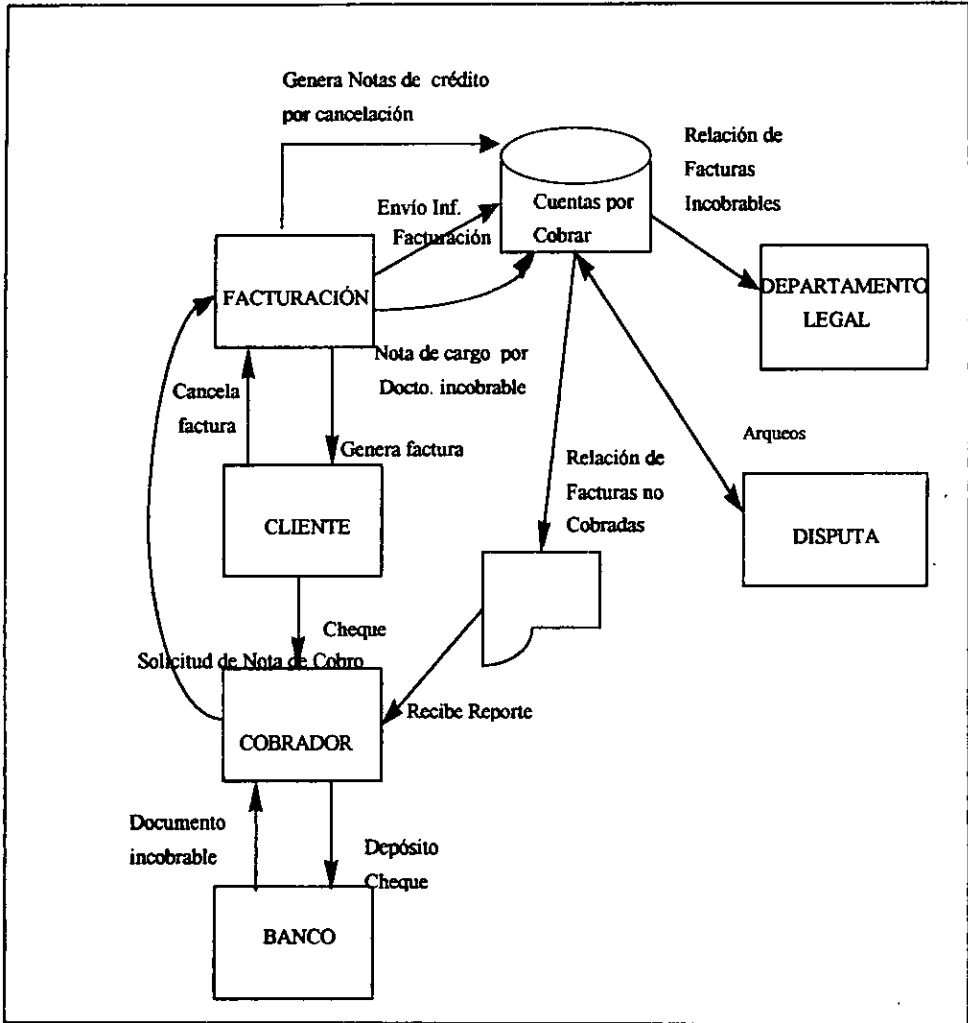 Genera Notas de crédito
por cancelación
Relación de
Facturas
Incobrables
Envío Inf.
Facturación
Cuentas por
Cobrar
FACTURACIÓN
DEPARTAMENTO
LEGAL
Nota de cargo por
Docto. incobrable
Cancela
factura
Genera factura
Arqueos
Relación de
Facturas no
Cobradas
CLIENTE
DISPUTA
Cheque
Solicitud de Nota de Cobro
Recibe Reporte
COBRADOR
Documento
incobrable
Depósito
Cheque
BANCO